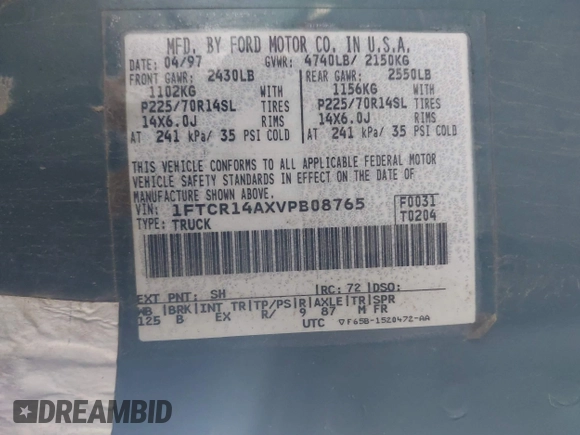 MFD. BY FORD MOTOR CO. IN U.S.A.
DATE: 04/97 GVWR: 4740LB/ 2150KG
FRONT GAWR: 2430LB REAR GAWR: 2550LB
1102KG WITH 1156KG WITH
P225/70R14SL TIRES P225/70R14SL TIRES
14X6.0J RIMS 14X6.0J RIMS
AT 241 kPa/ 35 PSI COLD AT 241 kPa/ 35 PSI COLD
THIS VEHICLE CONFORMS TO ALL APPLICABLE FEDERAL MOTOR
VEHICLE SAFETY STANDARDS IN EFFECT ON THE DATE OF
MANUFACTURE SHOWN ABOVE.
VIN: 1FTCR14AXVPB08765 F0031
TYPE: TRUCK T0204
EXT PNT: SH RC: 72 DSO:
WB BRK INT TR TP/PS R AXLE TR SPR
125 B EX R/ 9 87 M FR
UTC ▽F65B-1520472-AA
DREAMBID